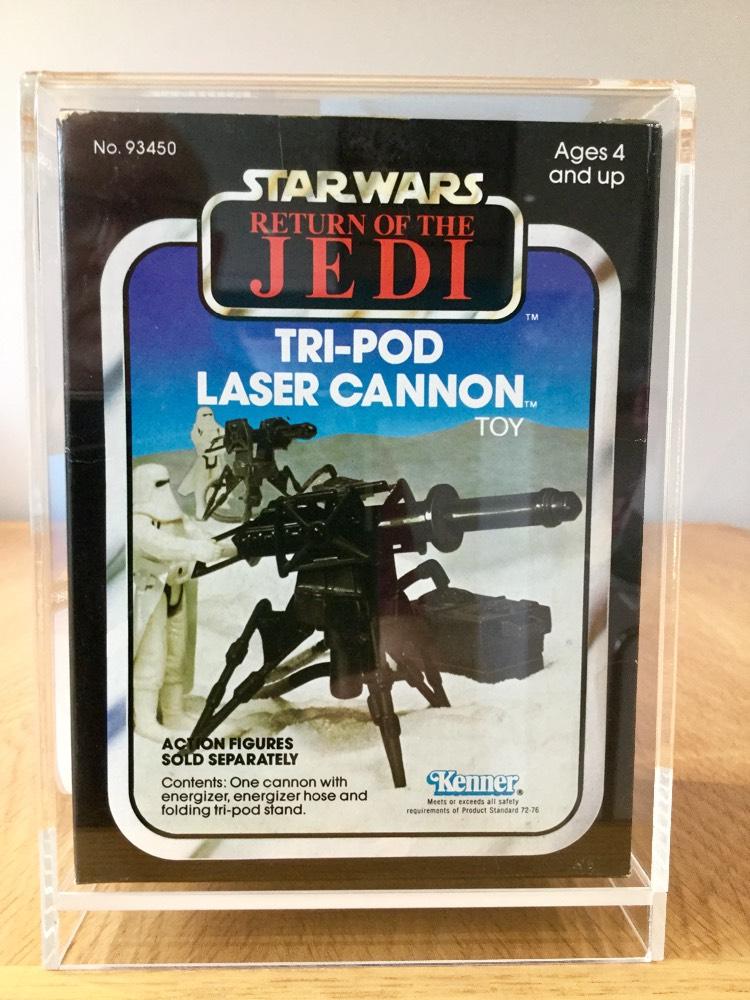 No. 93450
Ages 4
and up
STAR WARS
RETURN OF THE
JEDI
TM
TRI-POD
LASER CANNON TM
TOY
ACTION FIGURES
SOLD SEPARATELY
Contents: One cannon with
energizer, energizer hose and
folding tri-pod stand.
Kenner®
Meets or exceeds all safety
requirements of Product Standard 72-76